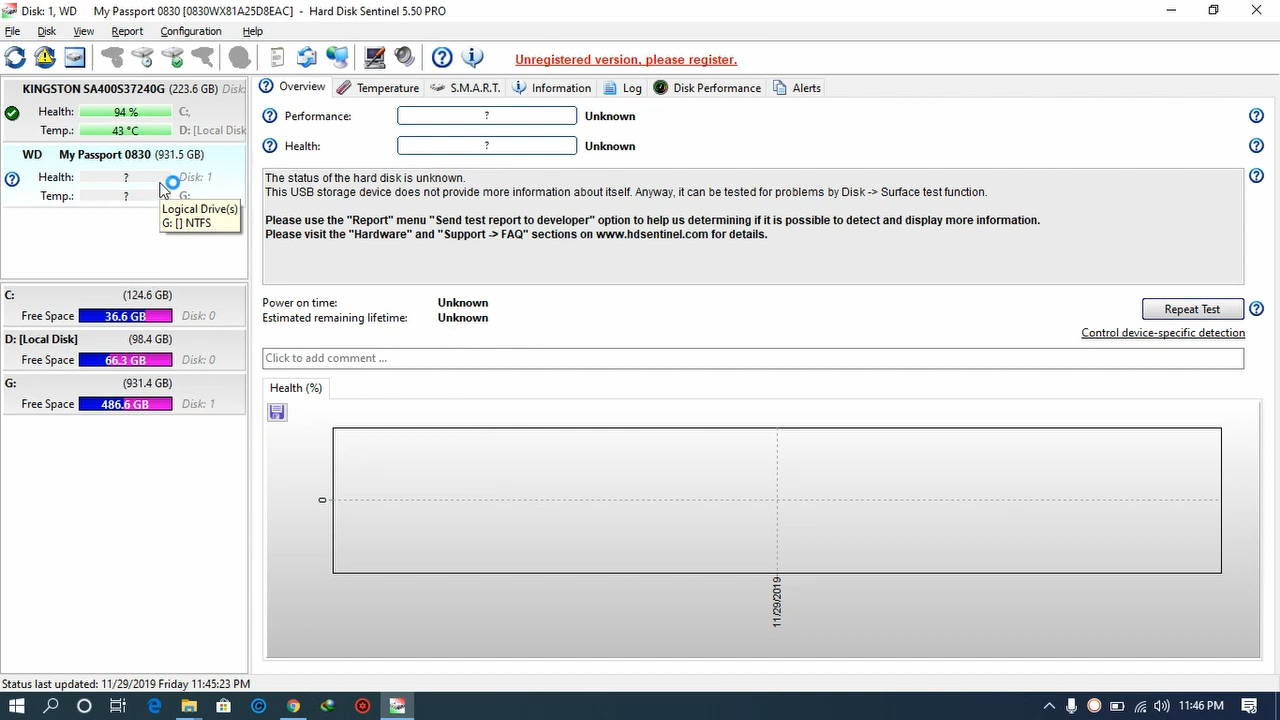 Disk: 1, WD My Passport 0830 [0830WX81A25D8EAC] - Hard Disk Sentinel 5.50 PRO
File Disk View Report Configuration Help
Unregistered version, please register.
KINGSTON SA400S37240G (223.6 GB) Disk:
Health: 94 % C:,
Temp.: 43 °C D: [Local Disk
WD My Passport 0830 (931.5 GB)
Health: ? Disk: 1
Temp.: ? G:
Logical Drive(s)
G: [] NTFS
C: (124.6 GB)
Free Space 36.6 GB Disk: 0
D: [Local Disk] (98.4 GB)
Free Space 66.3 GB Disk: 0
G: (931.4 GB)
Free Space 486.6 GB Disk: 1
Overview Temperature S.M.A.R.T. Information Log Disk Performance Alerts
Performance: ? Unknown
Health: ? Unknown
The status of the hard disk is unknown.
This USB storage device does not provide more information about itself. Anyway, it can be tested for problems by Disk -> Surface test function.
Please use the "Report" menu "Send test report to developer" option to help us determining if it is possible to detect and display more information.
Please visit the "Hardware" and "Support -> FAQ" sections on www.hdsentinel.com for details.
Power on time: Unknown
Estimated remaining lifetime: Unknown
Repeat Test
Control device-specific detection
Click to add comment ...
Health (%)
0
11/29/2019
Status last updated: 11/29/2019 Friday 11:45:23 PM
11:46 PM